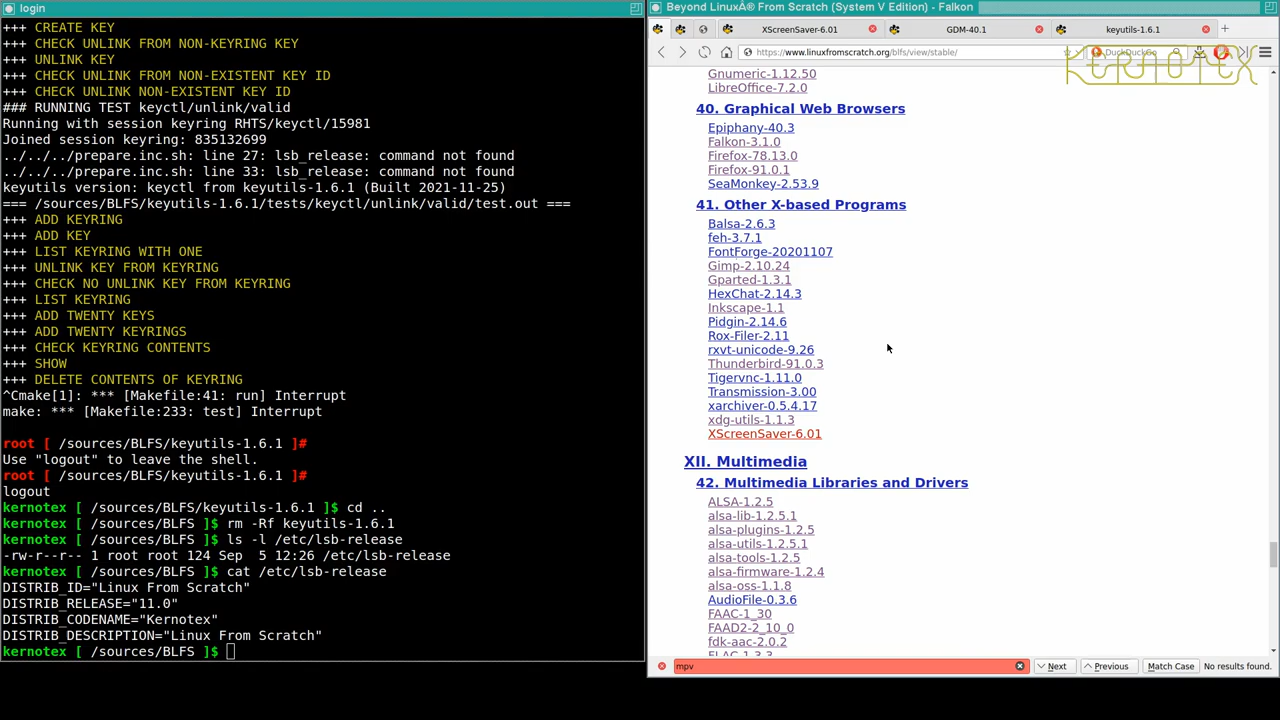 login
+++ CREATE KEY
+++ CHECK UNLINK FROM NON-KEYRING KEY
+++ UNLINK KEY
+++ CHECK UNLINK FROM NON-EXISTENT KEY ID
+++ CHECK UNLINK NON-EXISTENT KEY ID
### RUNNING TEST keyctl/unlink/valid
Running with session keyring RHTS/keyctl/15981
Joined session keyring: 835132699
../../../prepare.inc.sh: line 27: lsb_release: command not found
../../../prepare.inc.sh: line 33: lsb_release: command not found
keyutils version: keyctl from keyutils-1.6.1 (Built 2021-11-25)
=== /sources/BLFS/keyutils-1.6.1/tests/keyctl/unlink/valid/test.out ===
+++ ADD KEYRING
+++ ADD KEY
+++ LIST KEYRING WITH ONE
+++ UNLINK KEY FROM KEYRING
+++ CHECK NO UNLINK KEY FROM KEYRING
+++ LIST KEYRING
+++ ADD TWENTY KEYS
+++ ADD TWENTY KEYRINGS
+++ CHECK KEYRING CONTENTS
+++ SHOW
+++ DELETE CONTENTS OF KEYRING
^Cmake[1]: *** [Makefile:41: run] Interrupt
make: *** [Makefile:233: test] Interrupt
root [ /sources/BLFS/keyutils-1.6.1 ]#
Use "logout" to leave the shell.
root [ /sources/BLFS/keyutils-1.6.1 ]#
logout
kernotex [ /sources/BLFS/keyutils-1.6.1 ]$ cd ..
kernotex [ /sources/BLFS ]$ rm -Rf keyutils-1.6.1
kernotex [ /sources/BLFS ]$ ls -l /etc/lsb-release
-rw-r--r-- 1 root root 124 Sep  5 12:26 /etc/lsb-release
kernotex [ /sources/BLFS ]$ cat /etc/lsb-release
DISTRIB_ID="Linux From Scratch"
DISTRIB_RELEASE="11.0"
DISTRIB_CODENAME="Kernotex"
DISTRIB_DESCRIPTION="Linux From Scratch"
kernotex [ /sources/BLFS ]$
Beyond LinuxÂ® From Scratch (System V Edition) - Falkon
XScreenSaver-6.01 GDM-40.1 keyutils-1.6.1
https://www.linuxfromscratch.org/blfs/view/stable/ DuckDuckGo
KERNOTEX
Gnumeric-1.12.50
LibreOffice-7.2.0
40. Graphical Web Browsers
Epiphany-40.3
Falkon-3.1.0
Firefox-78.13.0
Firefox-91.0.1
SeaMonkey-2.53.9
41. Other X-based Programs
Balsa-2.6.3
feh-3.7.1
FontForge-20201107
Gimp-2.10.24
Gparted-1.3.1
HexChat-2.14.3
Inkscape-1.1
Pidgin-2.14.6
Rox-Filer-2.11
rxvt-unicode-9.26
Thunderbird-91.0.3
Tigervnc-1.11.0
Transmission-3.00
xarchiver-0.5.4.17
xdg-utils-1.1.3
XScreenSaver-6.01
XII. Multimedia
42. Multimedia Libraries and Drivers
ALSA-1.2.5
alsa-lib-1.2.5.1
alsa-plugins-1.2.5
alsa-utils-1.2.5.1
alsa-tools-1.2.5
alsa-firmware-1.2.4
alsa-oss-1.1.8
AudioFile-0.3.6
FAAC-1_30
FAAD2-2_10_0
fdk-aac-2.0.2
FLAC-1.3.3
mpv Next Previous Match Case No results found.